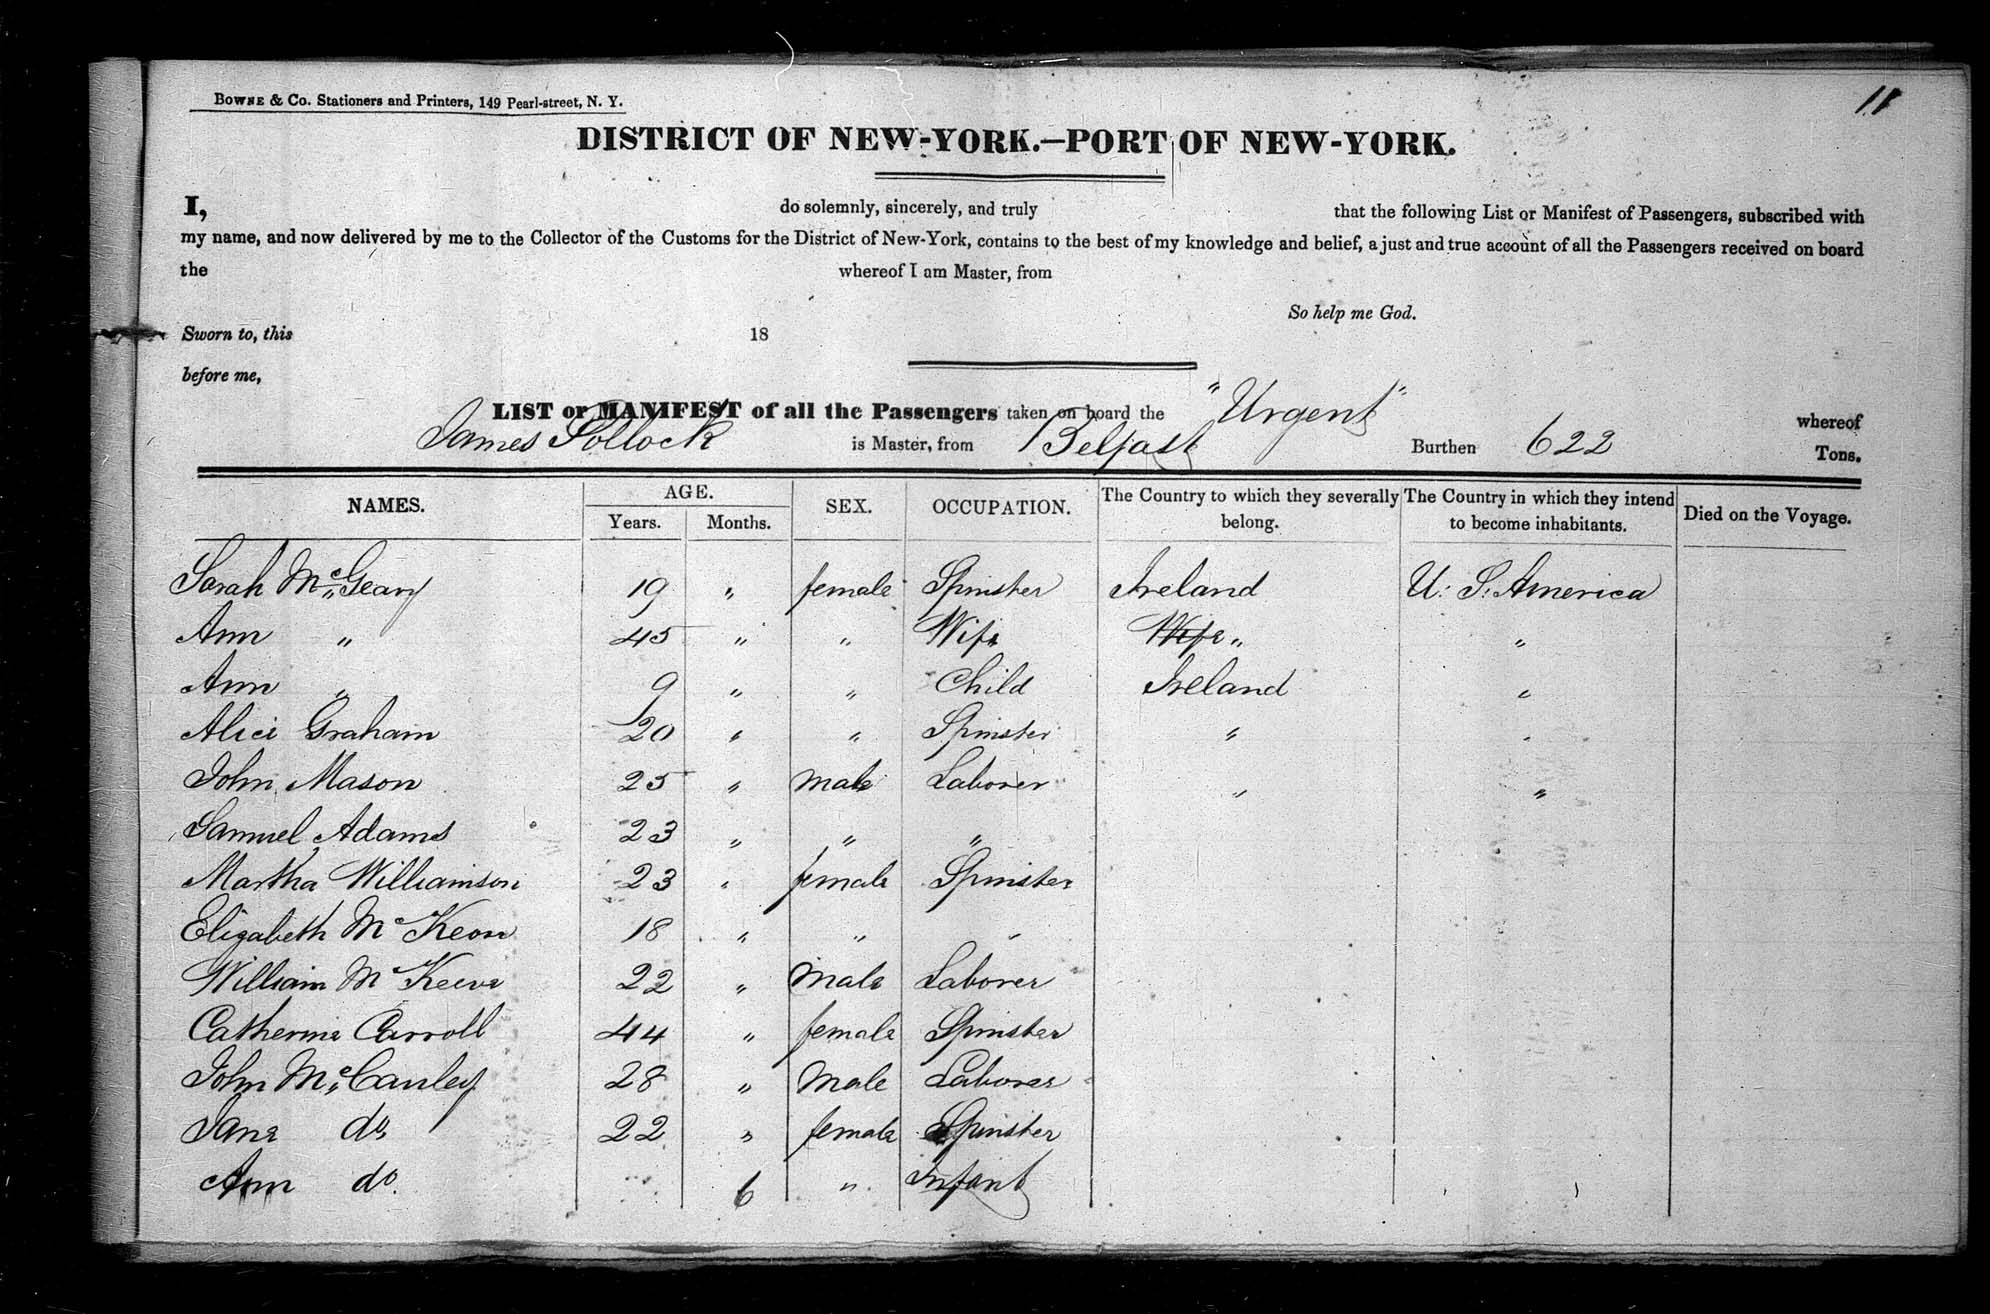 11
BOWNE & Co. Stationers and Printers, 149 Pearl-street, N. Y.
DISTRICT OF NEW-YORK.—PORT OF NEW-YORK.
I, do solemnly, sincerely, and truly that the following List or Manifest of Passengers, subscribed with
my name, and now delivered by me to the Collector of the Customs for the District of New-York, contains to the best of my knowledge and belief, a just and true account of all the Passengers received on board
the whereof I am Master, from
So help me God.
Sworn to, this 18
before me,
LIST or MANIFEST of all the Passengers taken on board the "Urgent" whereof
James Pollock is Master, from Belfast Burthen 622 Tons.
NAMES. AGE. SEX. OCCUPATION. The Country to which they severally belong. The Country in which they intend to become inhabitants. Died on the Voyage.
Years. Months.
Sarah McGeary 19 " female Spinster Ireland U. S. America
Ann " 45 " " Wife Wife " "
Ann " 9 " " Child Ireland "
Alice Graham 20 " " Spinster " "
John Mason 25 " male Laborer " "
Samuel Adams 23 " " "
Martha Williamson 23 " female Spinster
Elizabeth McKeon 18 " " "
William McKeeve 22 " male Laborer
Catherine Carroll 44 " female Spinster
John McCauley 28 " Male Laborer
Jane do 22 " female Spinster
Ann do. 6 " Infant